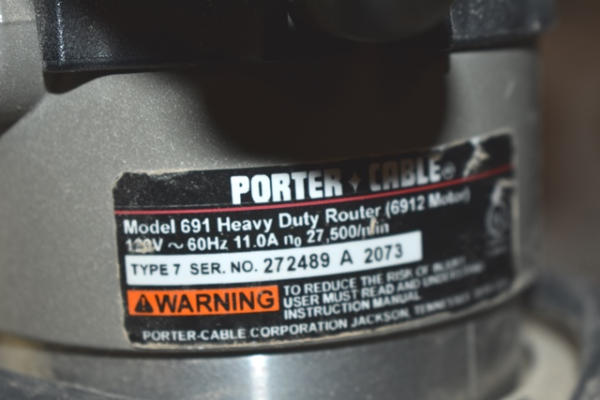 PORTER + CABLE
Model 691 Heavy Duty Router (6912 Motor)
120V ~ 60Hz 11.0A n₀ 27,500/min
TYPE 7 SER. NO. 272489 A 2073
WARNING
TO REDUCE THE RISK OF INJURY
USER MUST READ AND UNDERSTAND
INSTRUCTION MANUAL.
PORTER-CABLE CORPORATION JACKSON, TENNESSEE